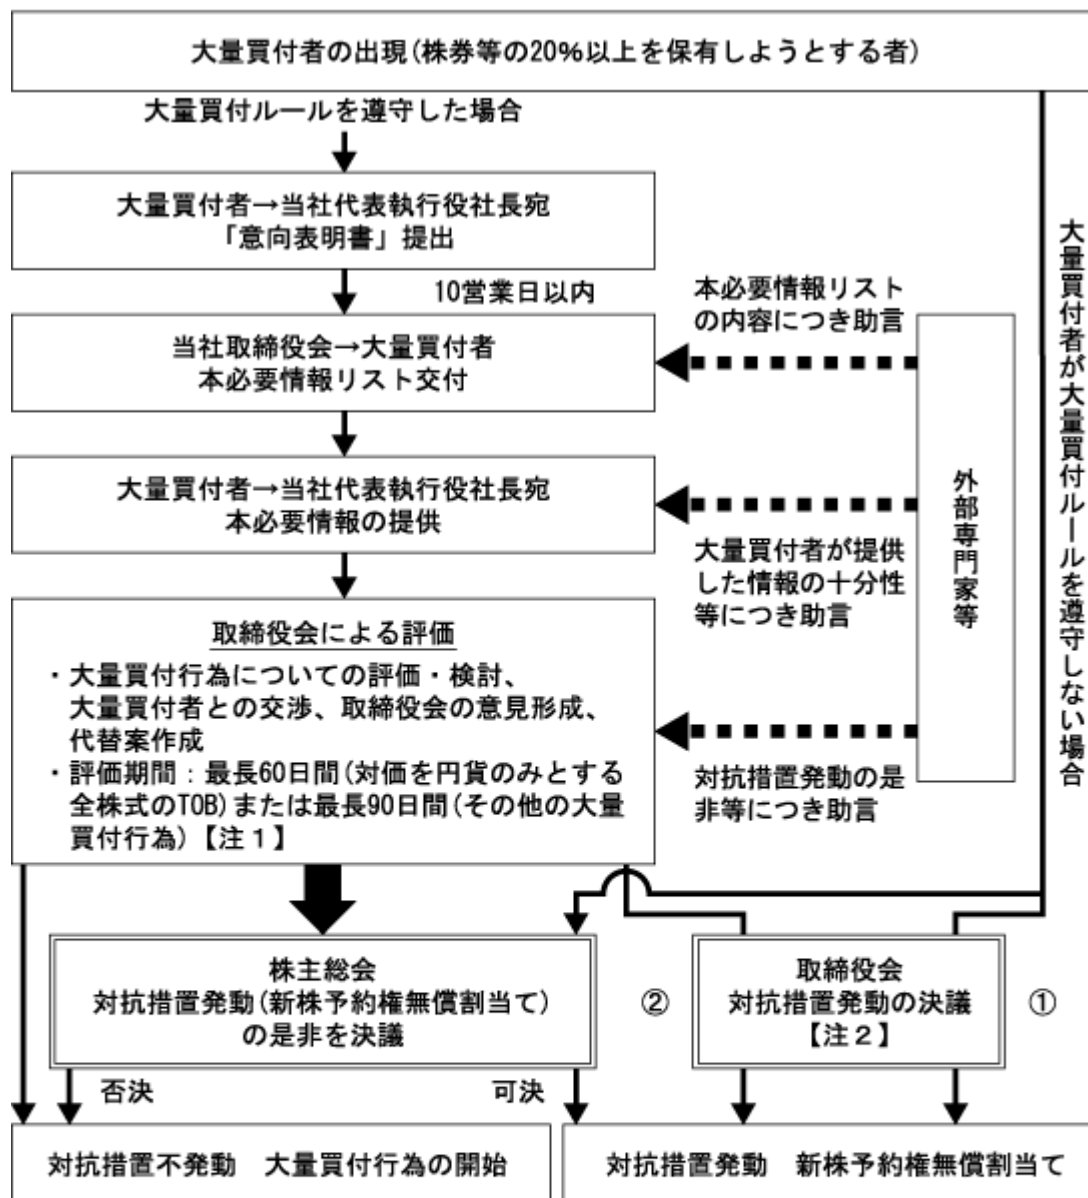 大量買付者の出現(株券等の20%以上を保有しようとする者)
大量買付ルールを遵守した場合
大量買付者→当社代表執行役社長宛
「意向表明書」提出
10営業日以内
当社取締役会→大量買付者
本必要情報リスト交付
本必要情報リスト
の内容につき助言
大量買付者→当社代表執行役社長宛
本必要情報の提供
大量買付者が提供
した情報の十分性
等につき助言
外部専門家等
大量買付者が大量買付ルールを遵守しない場合
取締役会による評価
・大量買付行為についての評価・検討、
大量買付者との交渉、取締役会の意見形成、
代替案作成
・評価期間：最長60日間(対価を円貨のみとする
全株式のTOB)または最長90日間(その他の大量
買付行為)【注１】
対抗措置発動の是
非等につき助言
株主総会
対抗措置発動(新株予約権無償割当て)
の是非を決議
②
取締役会
対抗措置発動の決議
【注２】
①
否決
可決
対抗措置不発動　大量買付行為の開始
対抗措置発動　新株予約権無償割当て